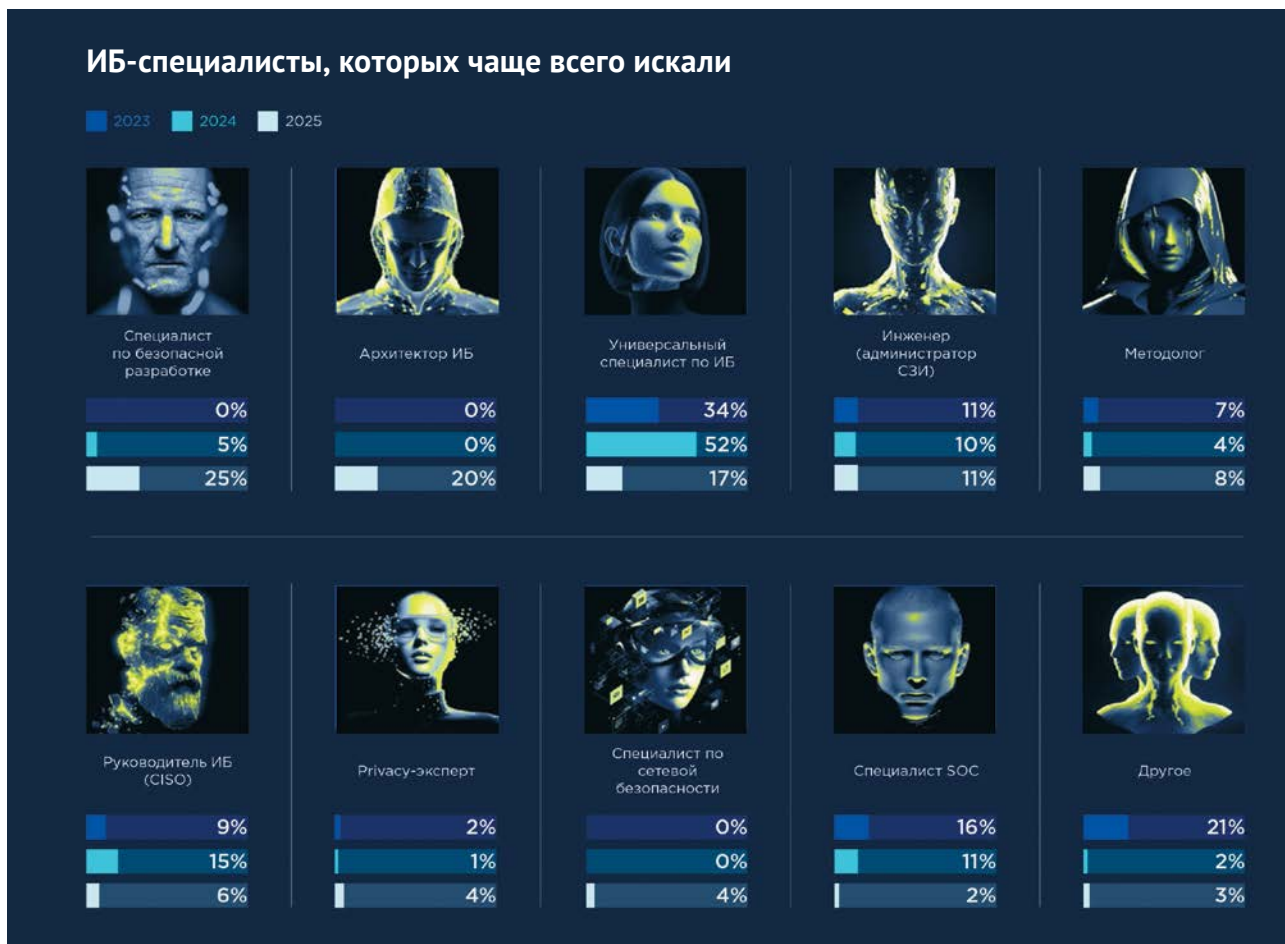 ИБ-специалисты, которых чаще всего искали
2023 2024 2025
Специалист
по безопасной
разработке
0%
5%
25%
Архитектор ИБ
0%
0%
20%
Универсальный
специалист по ИБ
34%
52%
17%
Инженер
(администратор
СЗИ)
11%
10%
11%
Методолог
7%
4%
8%
Руководитель ИБ
(CISO)
9%
15%
6%
Privacy-эксперт
2%
1%
4%
Специалист по
сетевой
безопасности
0%
0%
4%
Специалист SOC
16%
11%
2%
Другое
21%
2%
3%